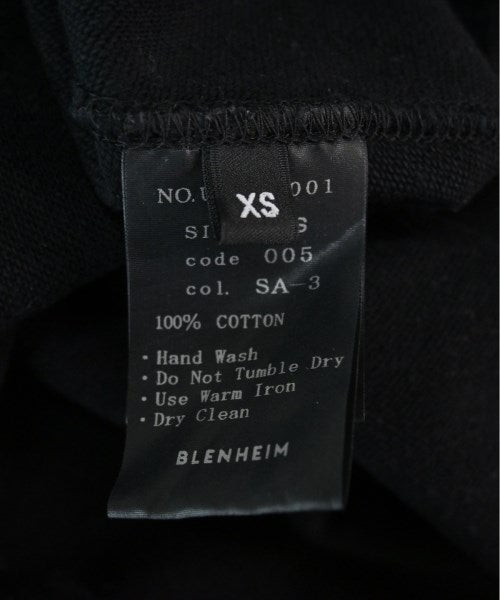 NO. 001
XS
code 005
col. SA-3
100% COTTON
· Hand Wash
· Do Not Tumble Dry
· Use Warm Iron
· Dry Clean
BLENHEIM